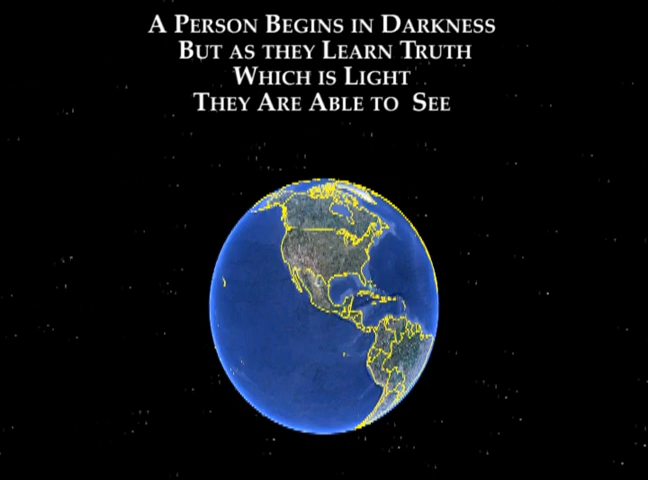 A Person Begins in Darkness
But as they Learn Truth
Which is Light
They Are Able to See